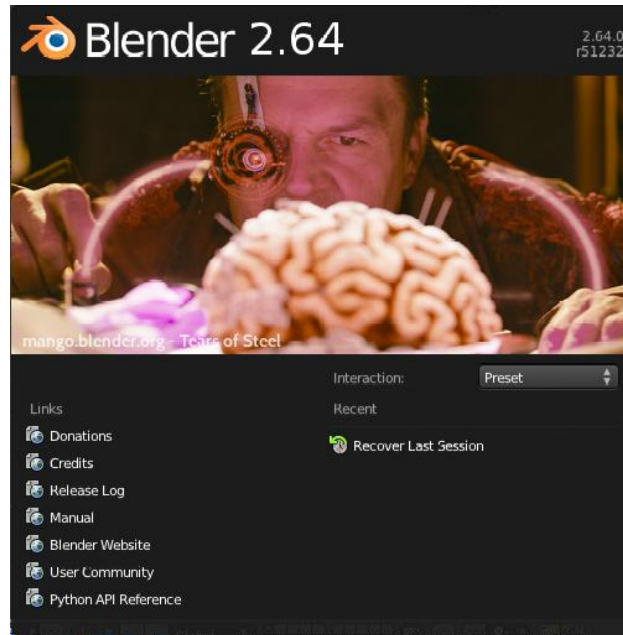 Blender 2.64
2.64.0
r51232
mango.blender.org - Tears of Steel
Interaction:
Preset
Links
Recent
Donations
Recover Last Session
Credits
Release Log
Manual
Blender Website
User Community
Python API Reference